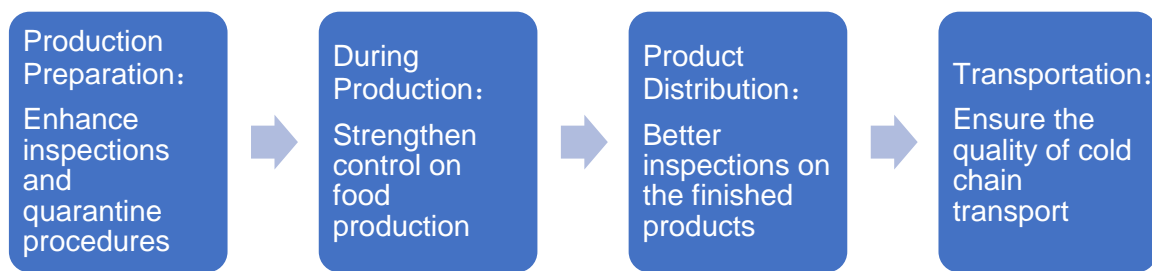 Production
Preparation：
Enhance
inspections
and
quarantine
procedures
During
Production：
Strengthen
control on
food
production
Product
Distribution：
Better
inspections on
the finished
products
Transportation：
Ensure the
quality of cold
chain
transport